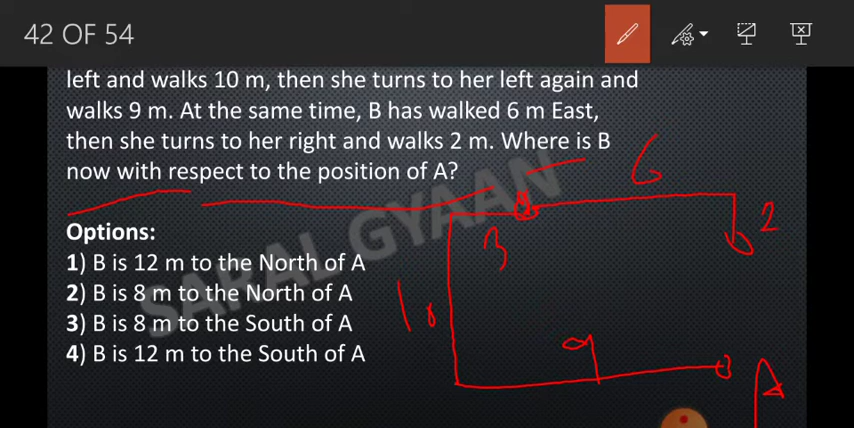 42 OF 54
left and walks 10 m, then she turns to her left again and
walks 9 m. At the same time, B has walked 6 m East,
then she turns to her right and walks 2 m. Where is B
now with respect to the position of A?
6
2
3
Options:
1) B is 12 m to the North of A
2) B is 8 m to the North of A
3) B is 8 m to the South of A
4) B is 12 m to the South of A
10
9
A
SARAL GYAAN